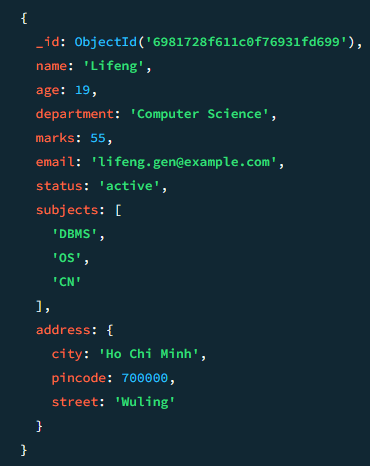 {
_id: ObjectId('6981728f611c0f76931fd699'),
name: 'Lifeng',
age: 19,
department: 'Computer Science',
marks: 55,
email: 'lifeng.gen@example.com',
status: 'active',
subjects: [
'DBMS',
'OS',
'CN'
],
address: {
city: 'Ho Chi Minh',
pincode: 700000,
street: 'Wuling'
}
}